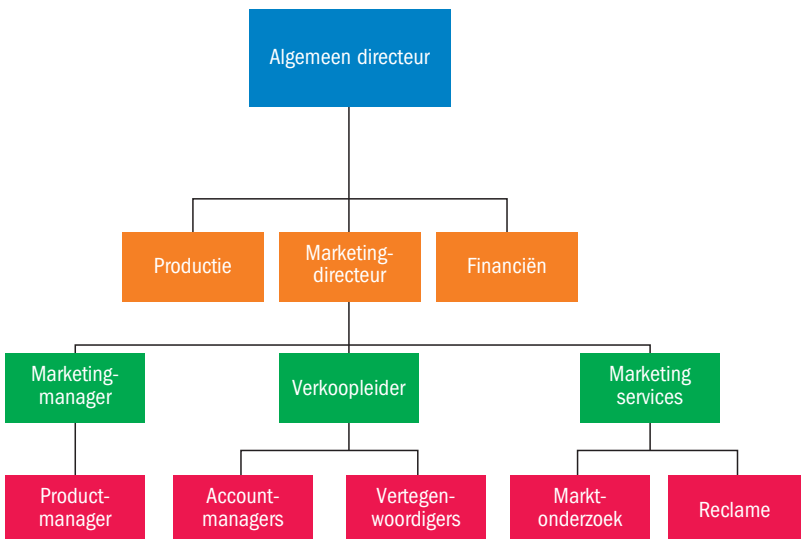 Algemeen directeur
Productie
Marketing-
directeur
Financiën
Marketing-
manager
Verkoopleider
Marketing
services
Product-
manager
Account-
managers
Vertegen-
woordigers
Markt-
onderzoek
Reclame